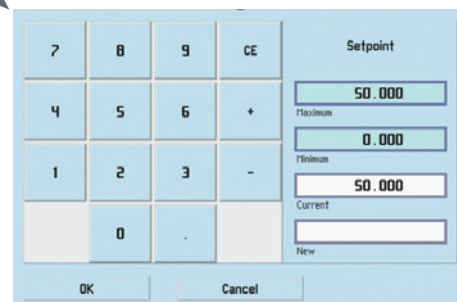 7 8 9 CE
4 5 6 +
1 2 3 -
0 .
OK Cancel
Setpoint
50.000
Maximum
0.000
Minimum
50.000
Current
New